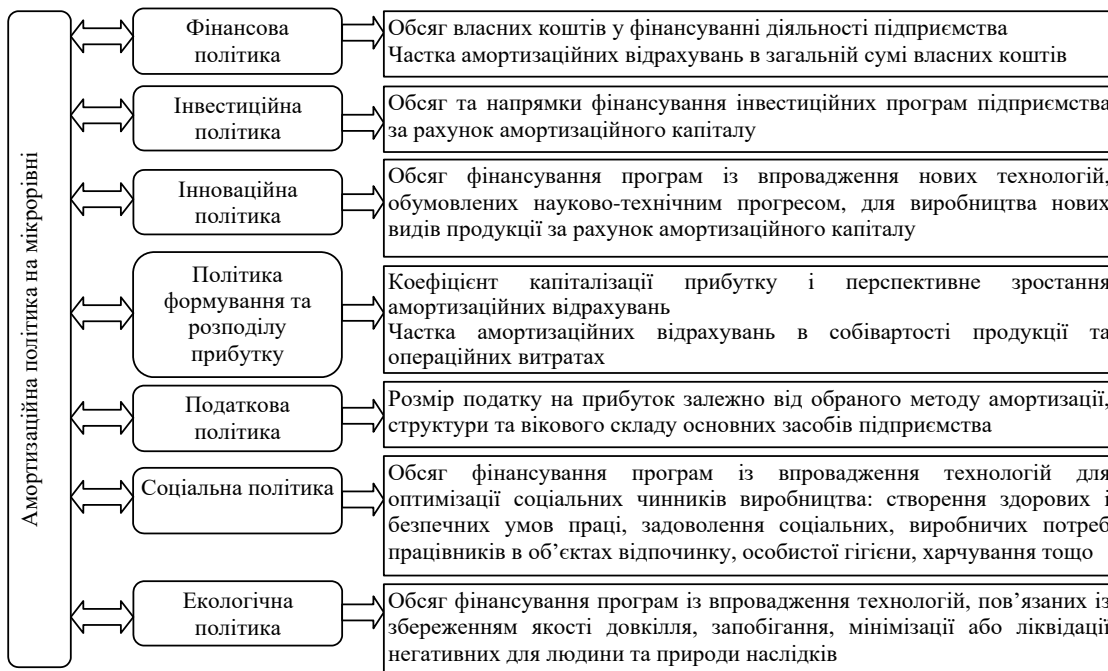 Амортизаційна політика на мікрорівні
Фінансова
політика
Обсяг власних коштів у фінансуванні діяльності підприємства
Частка амортизаційних відрахувань в загальній сумі власних коштів
Інвестиційна
політика
Обсяг та напрямки фінансування інвестиційних програм підприємства
за рахунок амортизаційного капіталу
Інноваційна
політика
Обсяг фінансування програм із впровадження нових технологій,
обумовлених науково-технічним прогресом, для виробництва нових
видів продукції за рахунок амортизаційного капіталу
Політика
формування та
розподілу
прибутку
Коефіцієнт капіталізації прибутку і перспективне зростання
амортизаційних відрахувань
Частка амортизаційних відрахувань в собівартості продукції та
операційних витратах
Податкова
політика
Розмір податку на прибуток залежно від обраного методу амортизації,
структури та вікового складу основних засобів підприємства
Соціальна політика
Обсяг фінансування програм із впровадження технологій для
оптимізації соціальних чинників виробництва: створення здорових і
безпечних умов праці, задоволення соціальних, виробничих потреб
працівників в об’єктах відпочинку, особистої гігієни, харчування тощо
Екологічна
політика
Обсяг фінансування програм із впровадження технологій, пов’язаних із
збереженням якості довкілля, запобігання, мінімізації або ліквідації
негативних для людини та природи наслідків